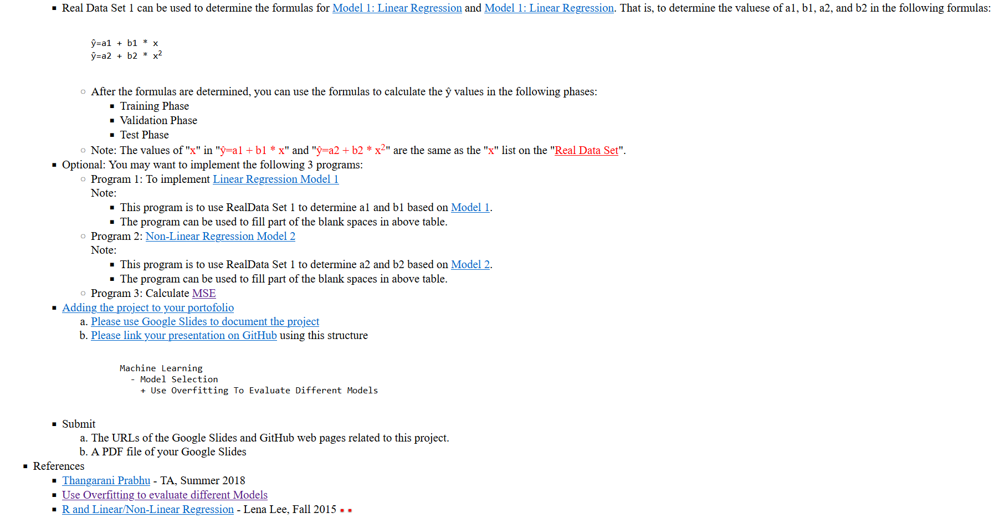 ▪ Real Data Set 1 can be used to determine the formulas for Model 1: Linear Regression and Model 1: Linear Regression. That is, to determine the valuese of a1, b1, a2, and b2 in the following formulas:
ŷ=a1 + b1 * x
ŷ=a2 + b2 * x²
○ After the formulas are determined, you can use the formulas to calculate the ŷ values in the following phases:
▪ Training Phase
▪ Validation Phase
▪ Test Phase
○ Note: The values of "x" in "ŷ=a1 + b1 * x" and "ŷ=a2 + b2 * x²" are the same as the "x" list on the "Real Data Set".
▪ Optional: You may want to implement the following 3 programs:
○ Program 1: To implement Linear Regression Model 1
Note:
▪ This program is to use RealData Set 1 to determine a1 and b1 based on Model 1.
▪ The program can be used to fill part of the blank spaces in above table.
○ Program 2: Non-Linear Regression Model 2
Note:
▪ This program is to use RealData Set 1 to determine a2 and b2 based on Model 2.
▪ The program can be used to fill part of the blank spaces in above table.
○ Program 3: Calculate MSE
▪ Adding the project to your portofolio
a. Please use Google Slides to document the project
b. Please link your presentation on GitHub using this structure
Machine Learning
- Model Selection
+ Use Overfitting To Evaluate Different Models
▪ Submit
a. The URLs of the Google Slides and GitHub web pages related to this project.
b. A PDF file of your Google Slides
▪ References
▪ Thangarani Prabhu - TA, Summer 2018
▪ Use Overfitting to evaluate different Models
▪ R and Linear/Non-Linear Regression - Lena Lee, Fall 2015